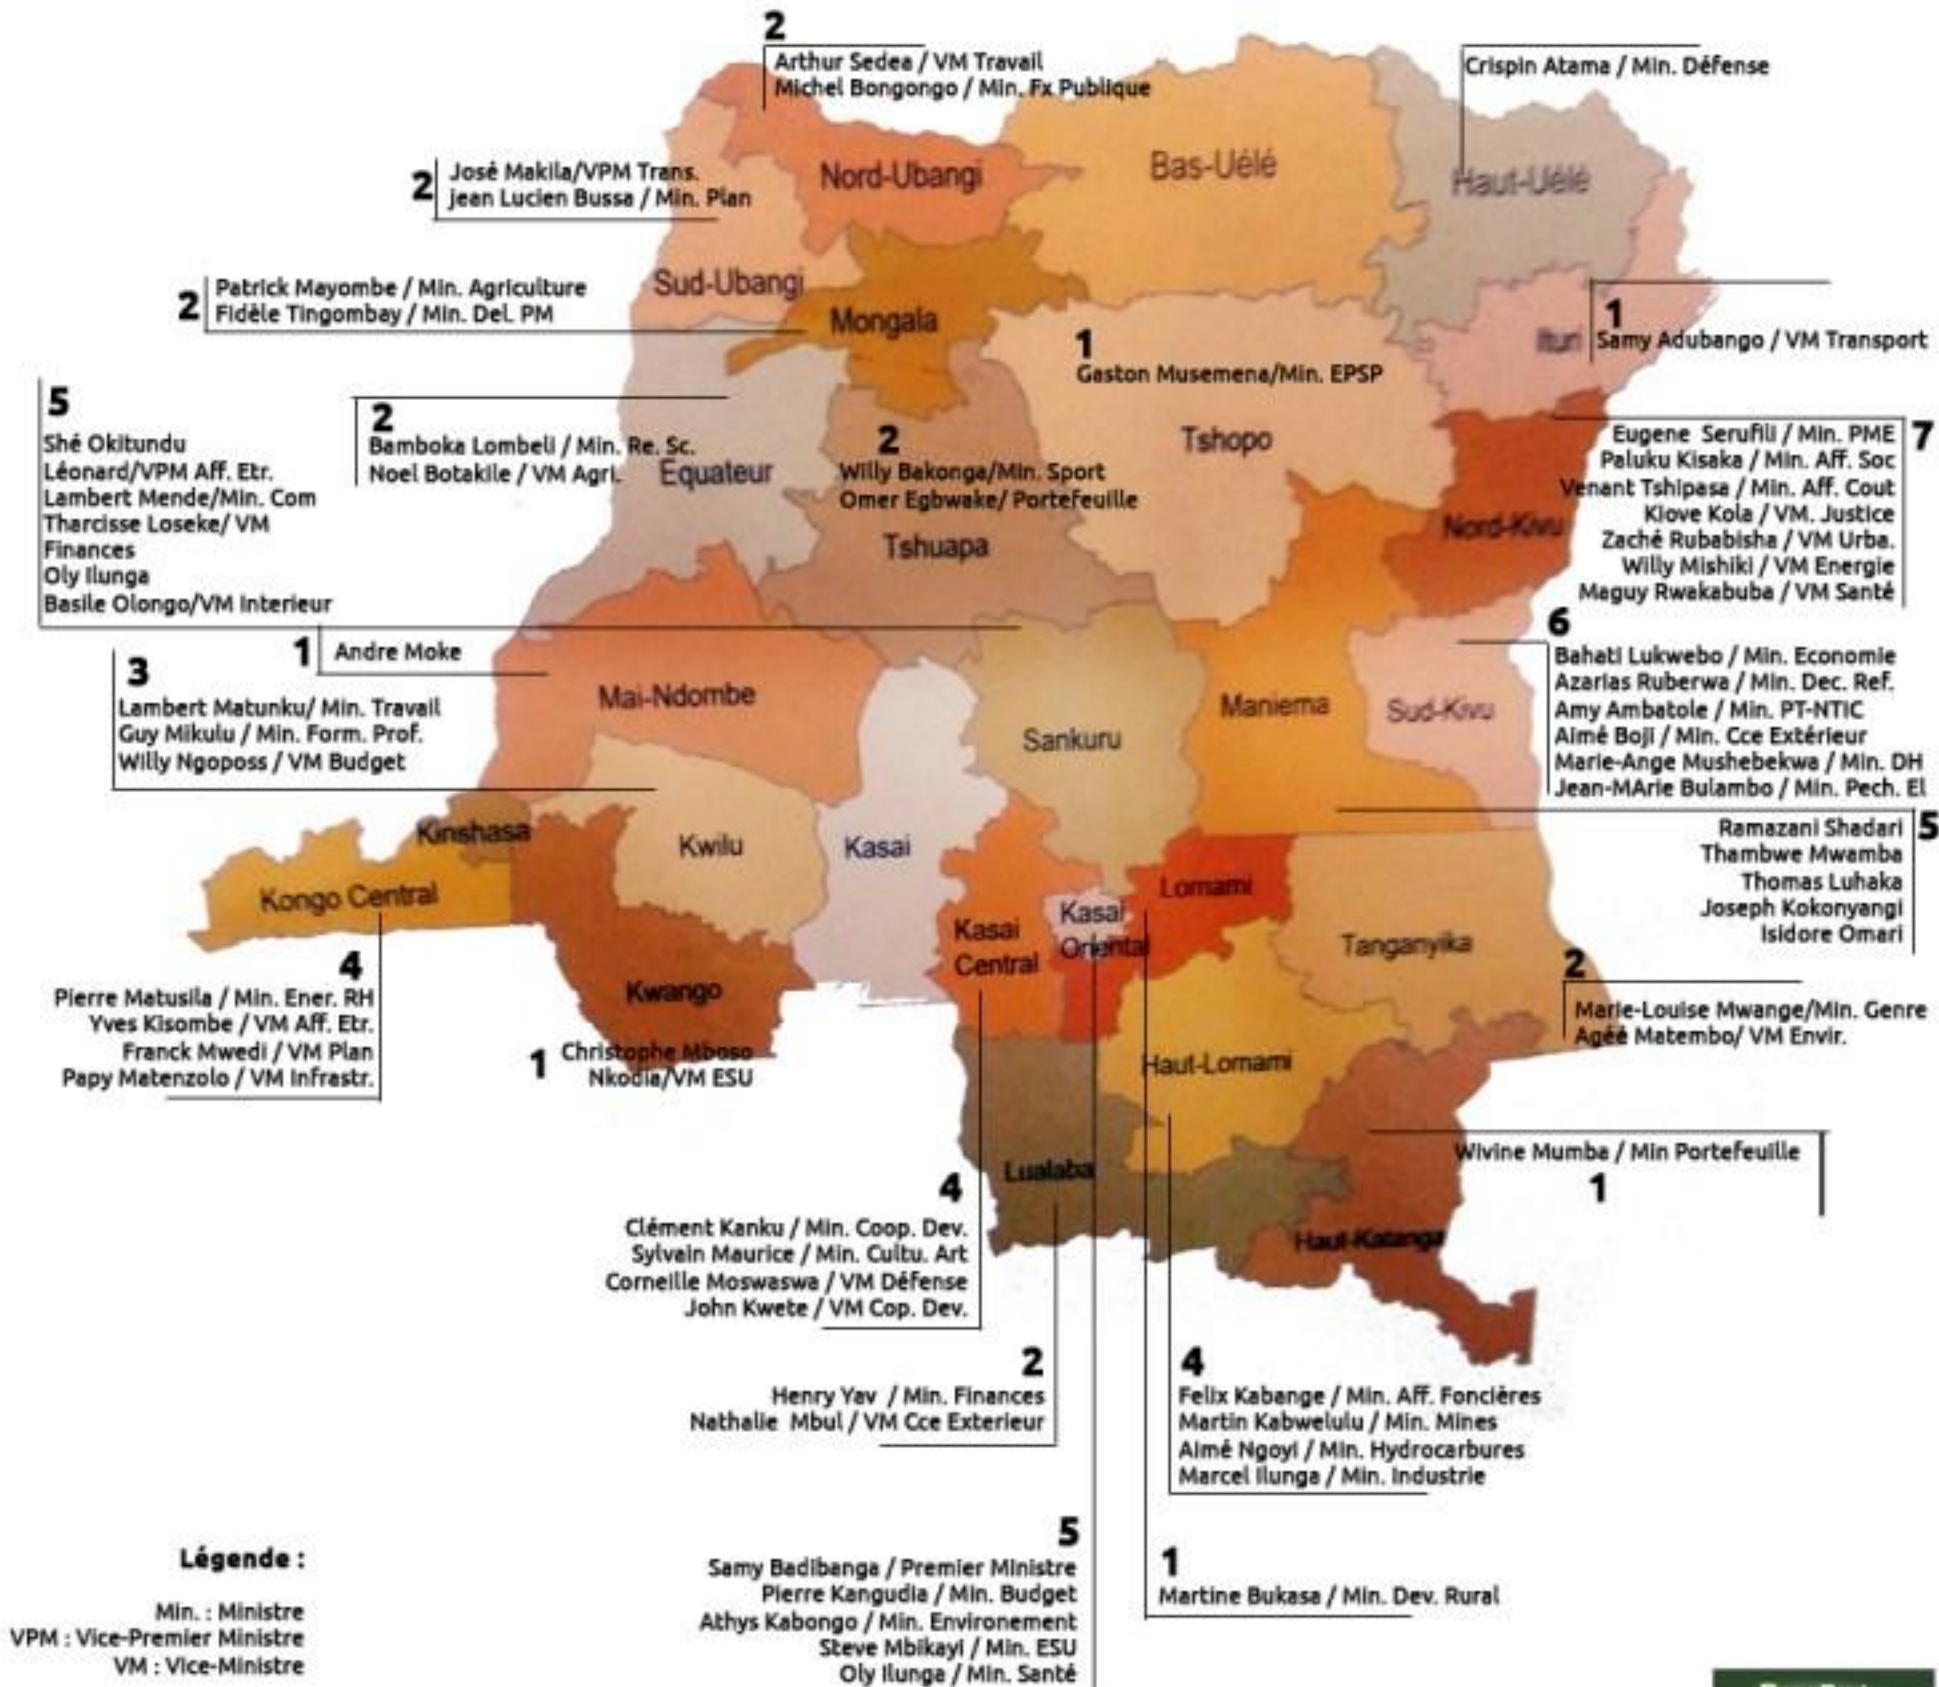 2
Arthur Sedea / VM Travail
Michel Bongongo / Min. Fx Publique
Crispin Atama / Min. Défense
Nord-Ubangi
Bas-Uélé
Haut-Uélé
2
José Makila/VPM Trans.
jean Lucien Bussa / Min. Plan
Sud-Ubangi
2
Patrick Mayombe / Min. Agriculture
Fidèle Tingombay / Min. Del. PM
Mongala
Ituri
1
Samy Adubango / VM Transport
1
Gaston Musemena/Min. EPSP
Tshopo
5
Shé Okitundu
Léonard/VPM Aff. Etr.
Lambert Mende/Min. Com
Tharcisse Loseke/ VM
Finances
Oly Ilunga
Basile Olongo/VM Interieur
2
Bamboka Lombeli / Min. Re. Sc.
Noel Botakile / VM Agri.
Equateur
2
Willy Bakonga/Min. Sport
Omer Egbwake/ Portefeuille
Tshuapa
7
Eugene Serufili / Min. PME
Paluku Kisaka / Min. Aff. Soc
Venant Tshipasa / Min. Aff. Cout
Kiove Kola / VM. Justice
Zaché Rubabisha / VM Urba.
Willy Mishiki / VM Energie
Maguy Rwakabuba / VM Santé
Nord-Kivu
1
Andre Moke
Mai-Ndombe
3
Lambert Matunku/ Min. Travail
Guy Mikulu / Min. Form. Prof.
Willy Ngoposs / VM Budget
Sankuru
Maniema
Sud-Kivu
6
Bahati Lukwebo / Min. Economie
Azarias Ruberwa / Min. Dec. Ref.
Amy Ambatole / Min. PT-NTIC
Aimé Boji / Min. Cce Extérieur
Marie-Ange Mushebekwa / Min. DH
Jean-MArie Bulambo / Min. Pech. El
5
Ramazani Shadari
Thambwe Mwamba
Thomas Luhaka
Joseph Kokonyangi
Isidore Omari
Kinshasa
Kwilu
Kasai
Kongo Central
Lomami
Kasai
Oriental
Kasai
Central
Tanganyika
4
Pierre Matusila / Min. Ener. RH
Yves Kisombe / VM Aff. Etr.
Franck Mwedi / VM Plan
Papy Matenzolo / VM Infrastr.
Kwango
1
Christophe Mboso
Nkodia/VM ESU
2
Marie-Louise Mwange/Min. Genre
Ageé Matembo/ VM Envir.
Haut-Lomami
Wivine Mumba / Min Portefeuille
1
Lualaba
Haut-Katanga
4
Clément Kanku / Min. Coop. Dev.
Sylvain Maurice / Min. Cultu. Art
Corneille Moswaswa / VM Défense
John Kwete / VM Cop. Dev.
2
Henry Yav / Min. Finances
Nathalie Mbul / VM Cce Exterieur
4
Felix Kabange / Min. Aff. Foncières
Martin Kabwelulu / Min. Mines
Aimé Ngoyi / Min. Hydrocarbures
Marcel Ilunga / Min. Industrie
5
Samy Badibanga / Premier Ministre
Pierre Kangudia / Min. Budget
Athys Kabongo / Min. Environement
Steve Mbikayi / Min. ESU
Oly Ilunga / Min. Santé
1
Martine Bukasa / Min. Dev. Rural
Légende :
Min. : Ministre
VPM : Vice-Premier Ministre
VM : Vice-Ministre